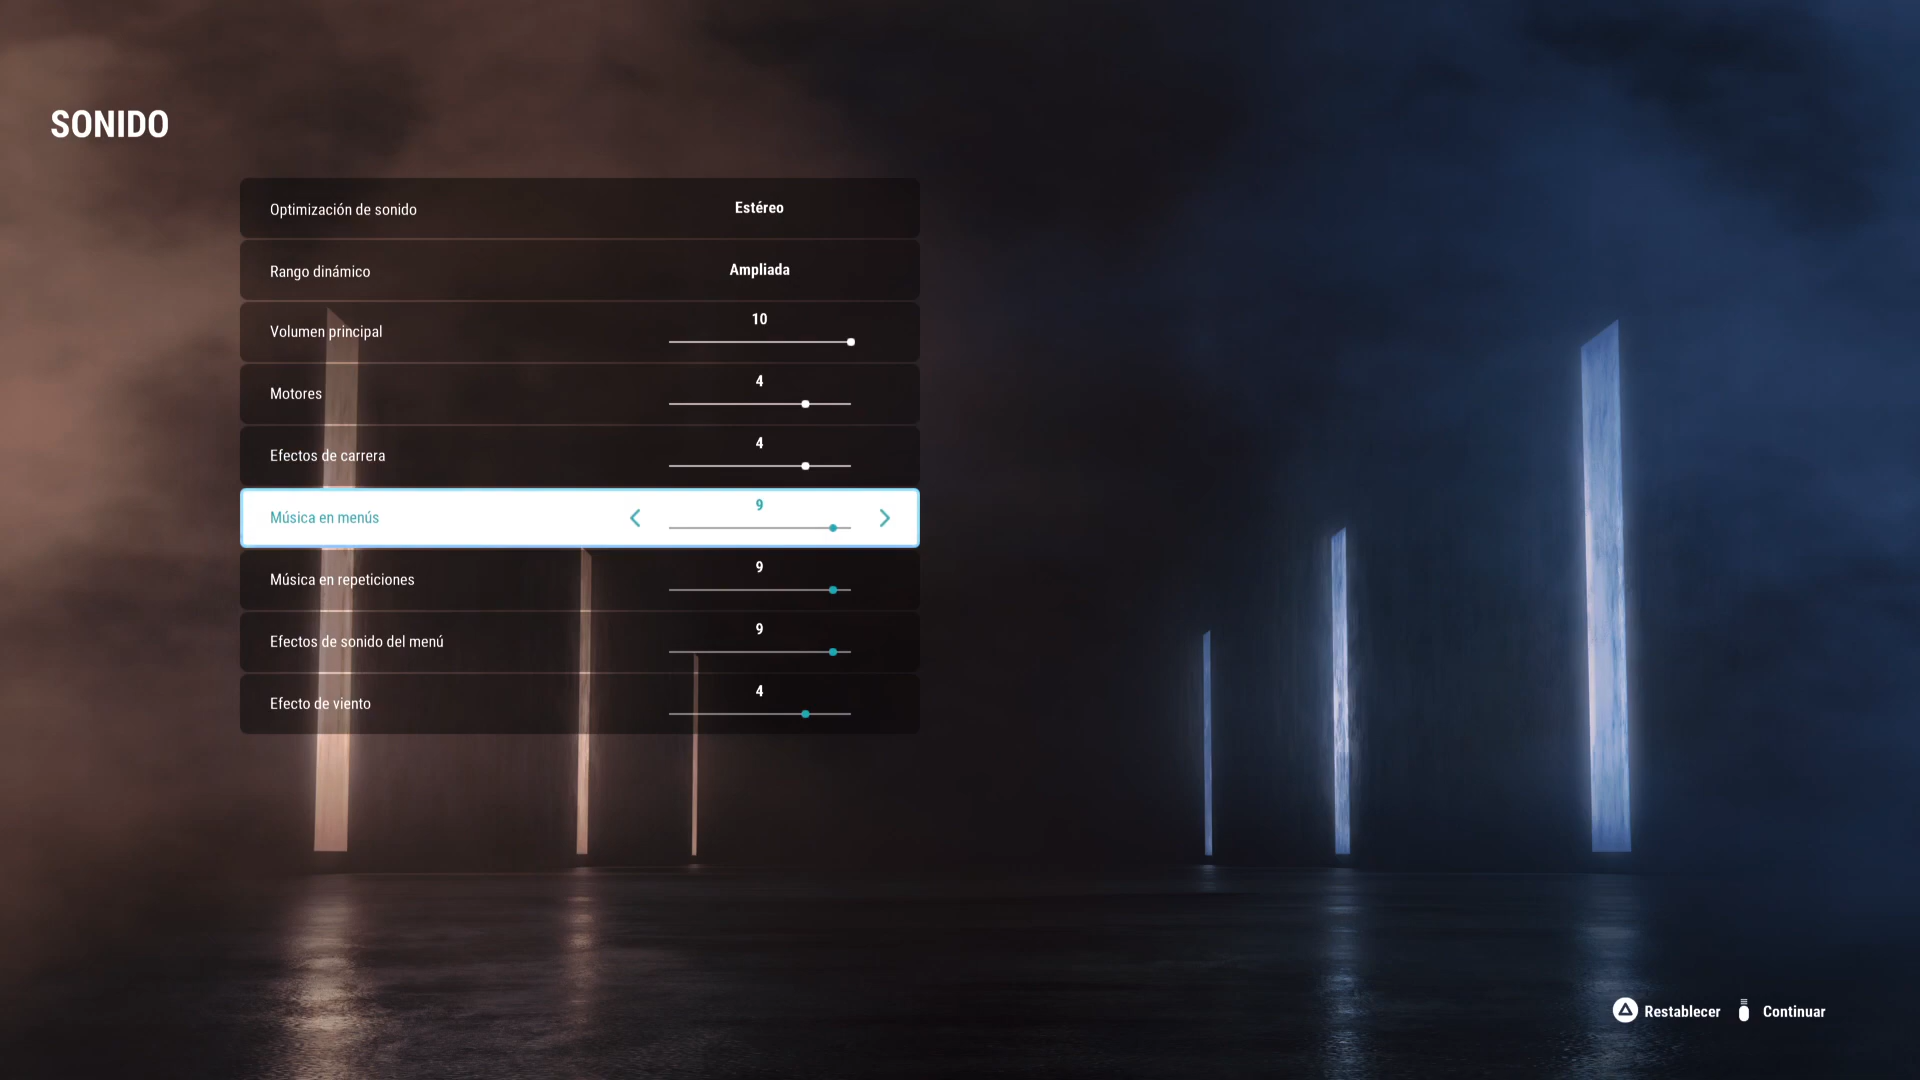 SONIDO
Optimización de sonido
Estéreo
Rango dinámico
Ampliada
Volumen principal
10
Motores
4
Efectos de carrera
4
Música en menús
9
Música en repeticiones
9
Efectos de sonido del menú
9
Efecto de viento
4
Restablecer
Continuar